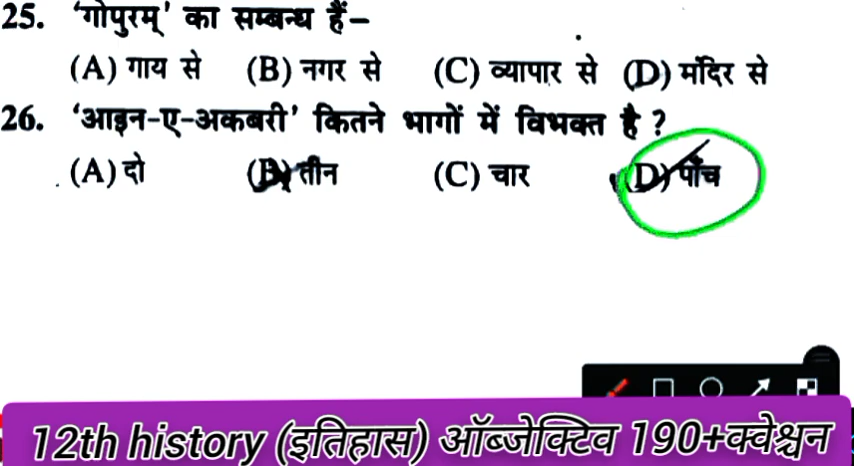 25. 'गोपुरम्' का सम्बन्ध हैं–
(A) गाय से (B) नगर से (C) व्यापार से (D) मंदिर से
26. 'आइन-ए-अकबरी' कितने भागों में विभक्त है ?
(A) दो (B) तीन (C) चार (D) पाँच
12th history (इतिहास) ऑब्जेक्टिव 190+क्वेश्चन